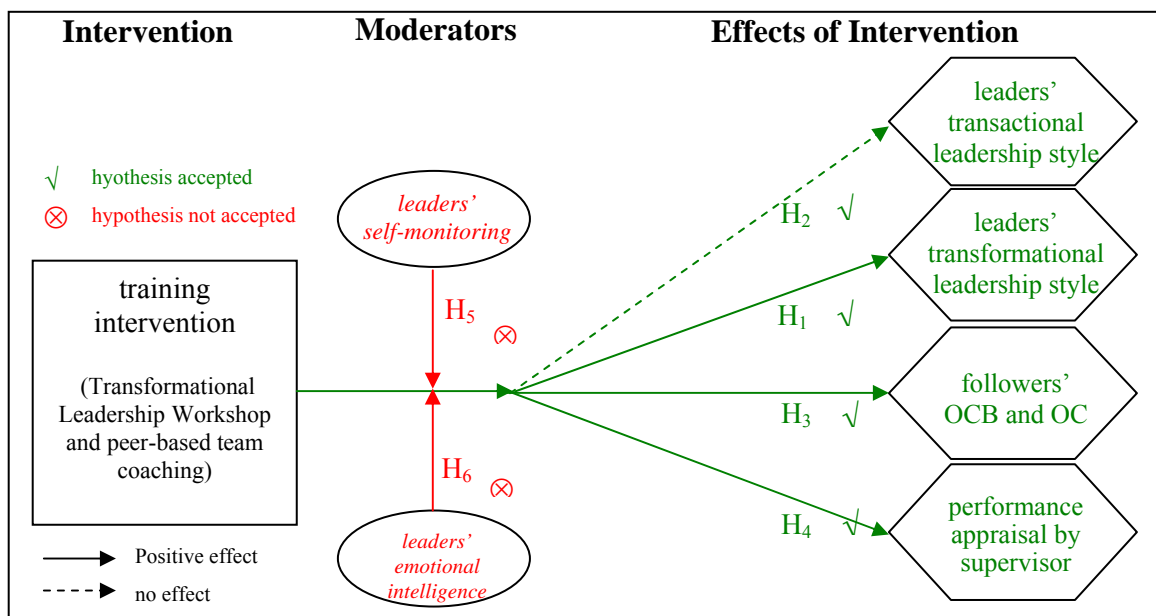 Intervention
Moderators
Effects of Intervention
√ hyothesis accepted
⊗ hypothesis not accepted
training
intervention
(Transformational
Leadership Workshop
and peer-based team
coaching)
Positive effect
no effect
leaders’
self-monitoring
H5 ⊗
H6 ⊗
leaders’
emotional
intelligence
H2 √
H1 √
H3 √
H4 √
leaders’
transactional
leadership style
leaders’
transformational
leadership style
followers’
OCB and OC
performance
appraisal by
supervisor